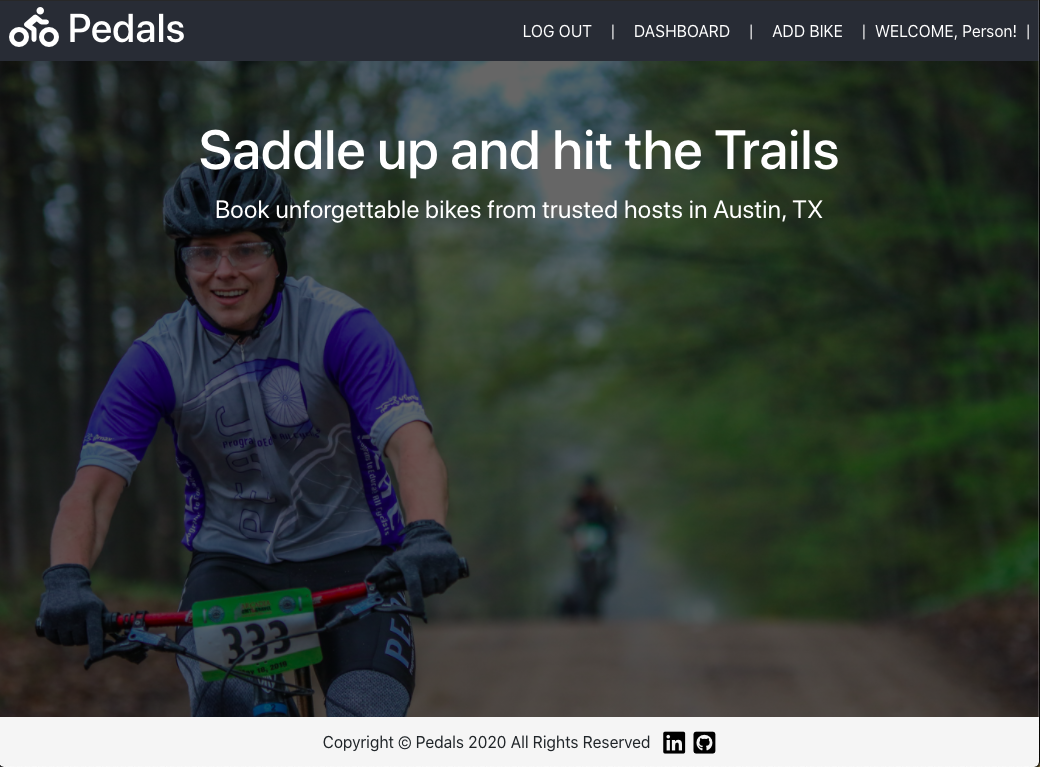 Pedals
LOG OUT | DASHBOARD | ADD BIKE | WELCOME, Person! |
Saddle up and hit the Trails
Book unforgettable bikes from trusted hosts in Austin, TX
333
Copyright © Pedals 2020 All Rights Reserved in